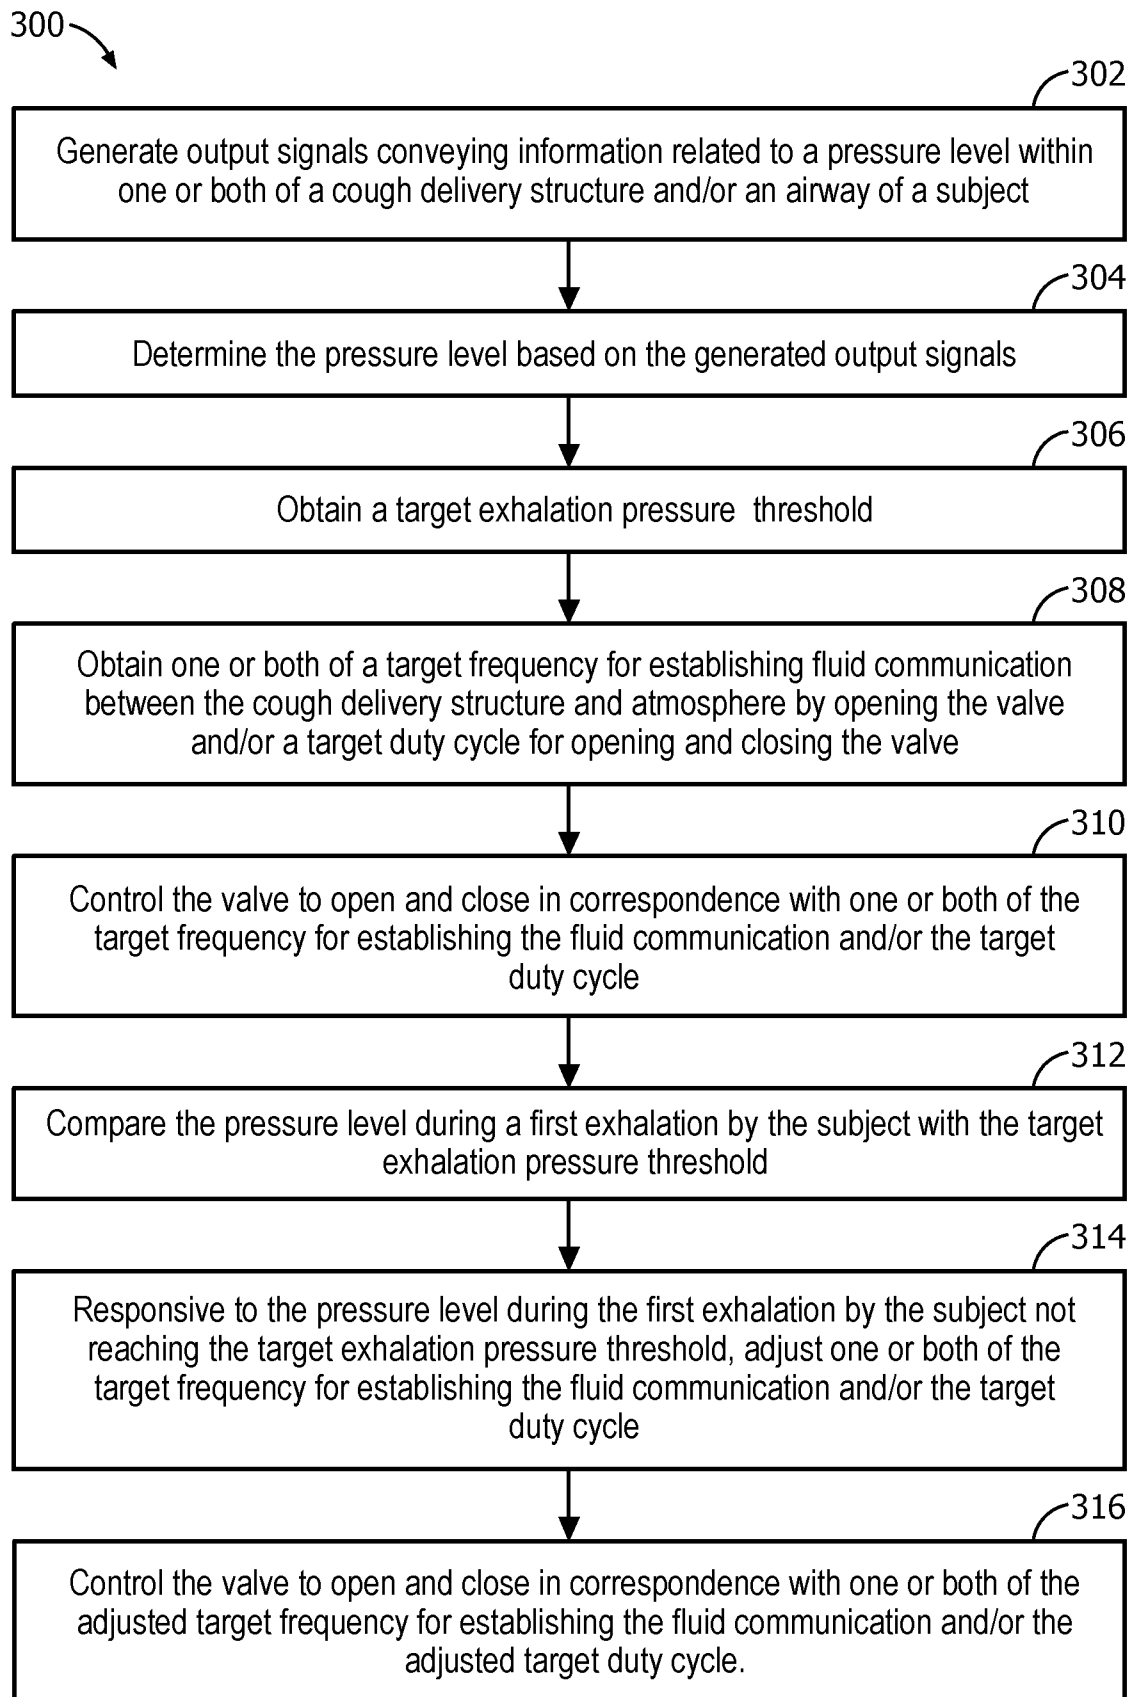 300
302
Generate output signals conveying information related to a pressure level within
one or both of a cough delivery structure and/or an airway of a subject
304
Determine the pressure level based on the generated output signals
306
Obtain a target exhalation pressure threshold
308
Obtain one or both of a target frequency for establishing fluid communication
between the cough delivery structure and atmosphere by opening the valve
and/or a target duty cycle for opening and closing the valve
310
Control the valve to open and close in correspondence with one or both of the
target frequency for establishing the fluid communication and/or the target
duty cycle
312
Compare the pressure level during a first exhalation by the subject with the target
exhalation pressure threshold
314
Responsive to the pressure level during the first exhalation by the subject not
reaching the target exhalation pressure threshold, adjust one or both of the
target frequency for establishing the fluid communication and/or the target
duty cycle
316
Control the valve to open and close in correspondence with one or both of the
adjusted target frequency for establishing the fluid communication and/or the
adjusted target duty cycle.